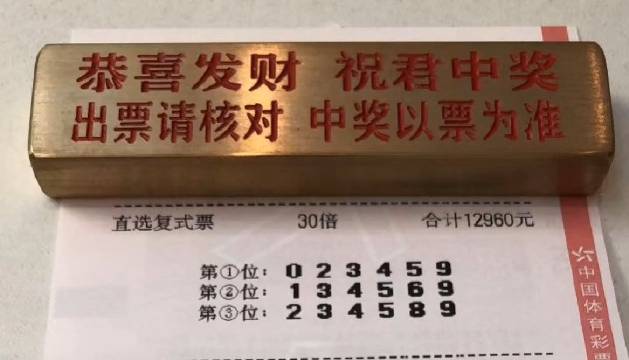 恭喜发财 祝君中奖
出票请核对 中奖以票为准
直选复式票 30倍 合计12960元
第①位: 0 2 3 4 5 9
第②位: 1 3 4 5 6 9
第③位: 2 3 4 5 8 9
中国体育彩票